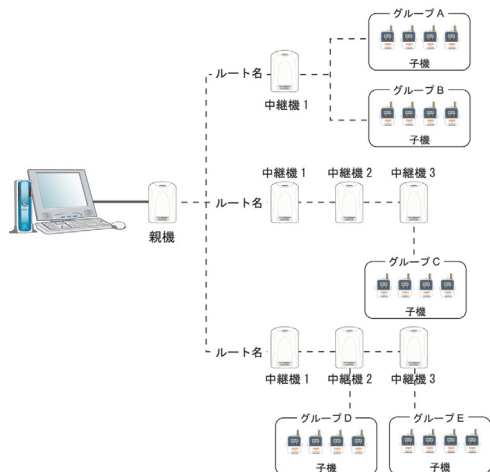 グループA
子機
ルート名
中継機1
グループB
子機
中継機1 中継機2 中継機3
親機
ルート名
グループC
子機
ルート名
中継機1 中継機2 中継機3
グループD グループE
子機 子機